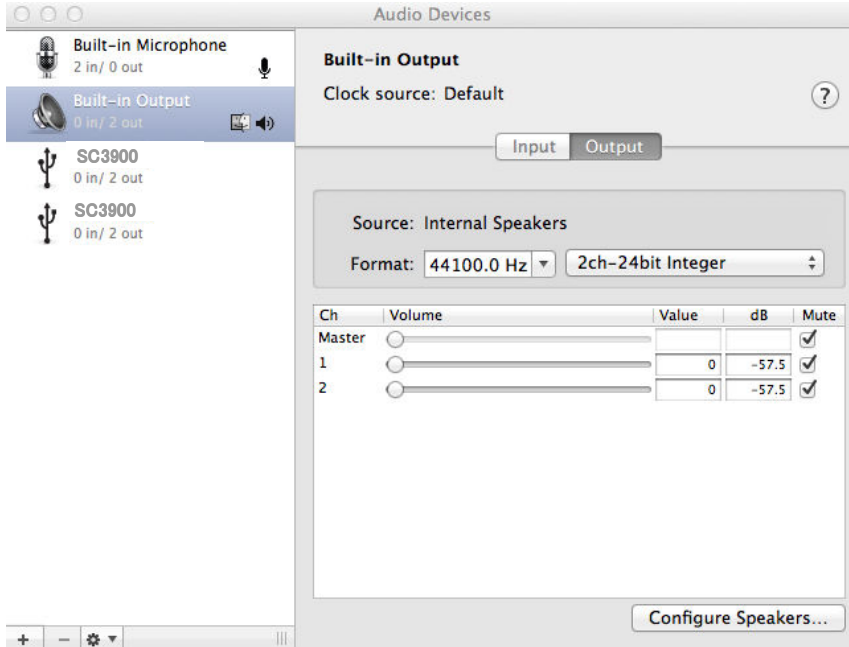 Audio Devices
Built-in Microphone
2 in/ 0 out
Built-in Output
0 in/ 2 out
SC3900
0 in/ 2 out
SC3900
0 in/ 2 out
Built-in Output
Clock source: Default
?
Input Output
Source: Internal Speakers
Format: 44100.0 Hz 2ch-24bit Integer
Ch Volume Value dB Mute
Master
1 0 -57.5
2 0 -57.5
Configure Speakers...